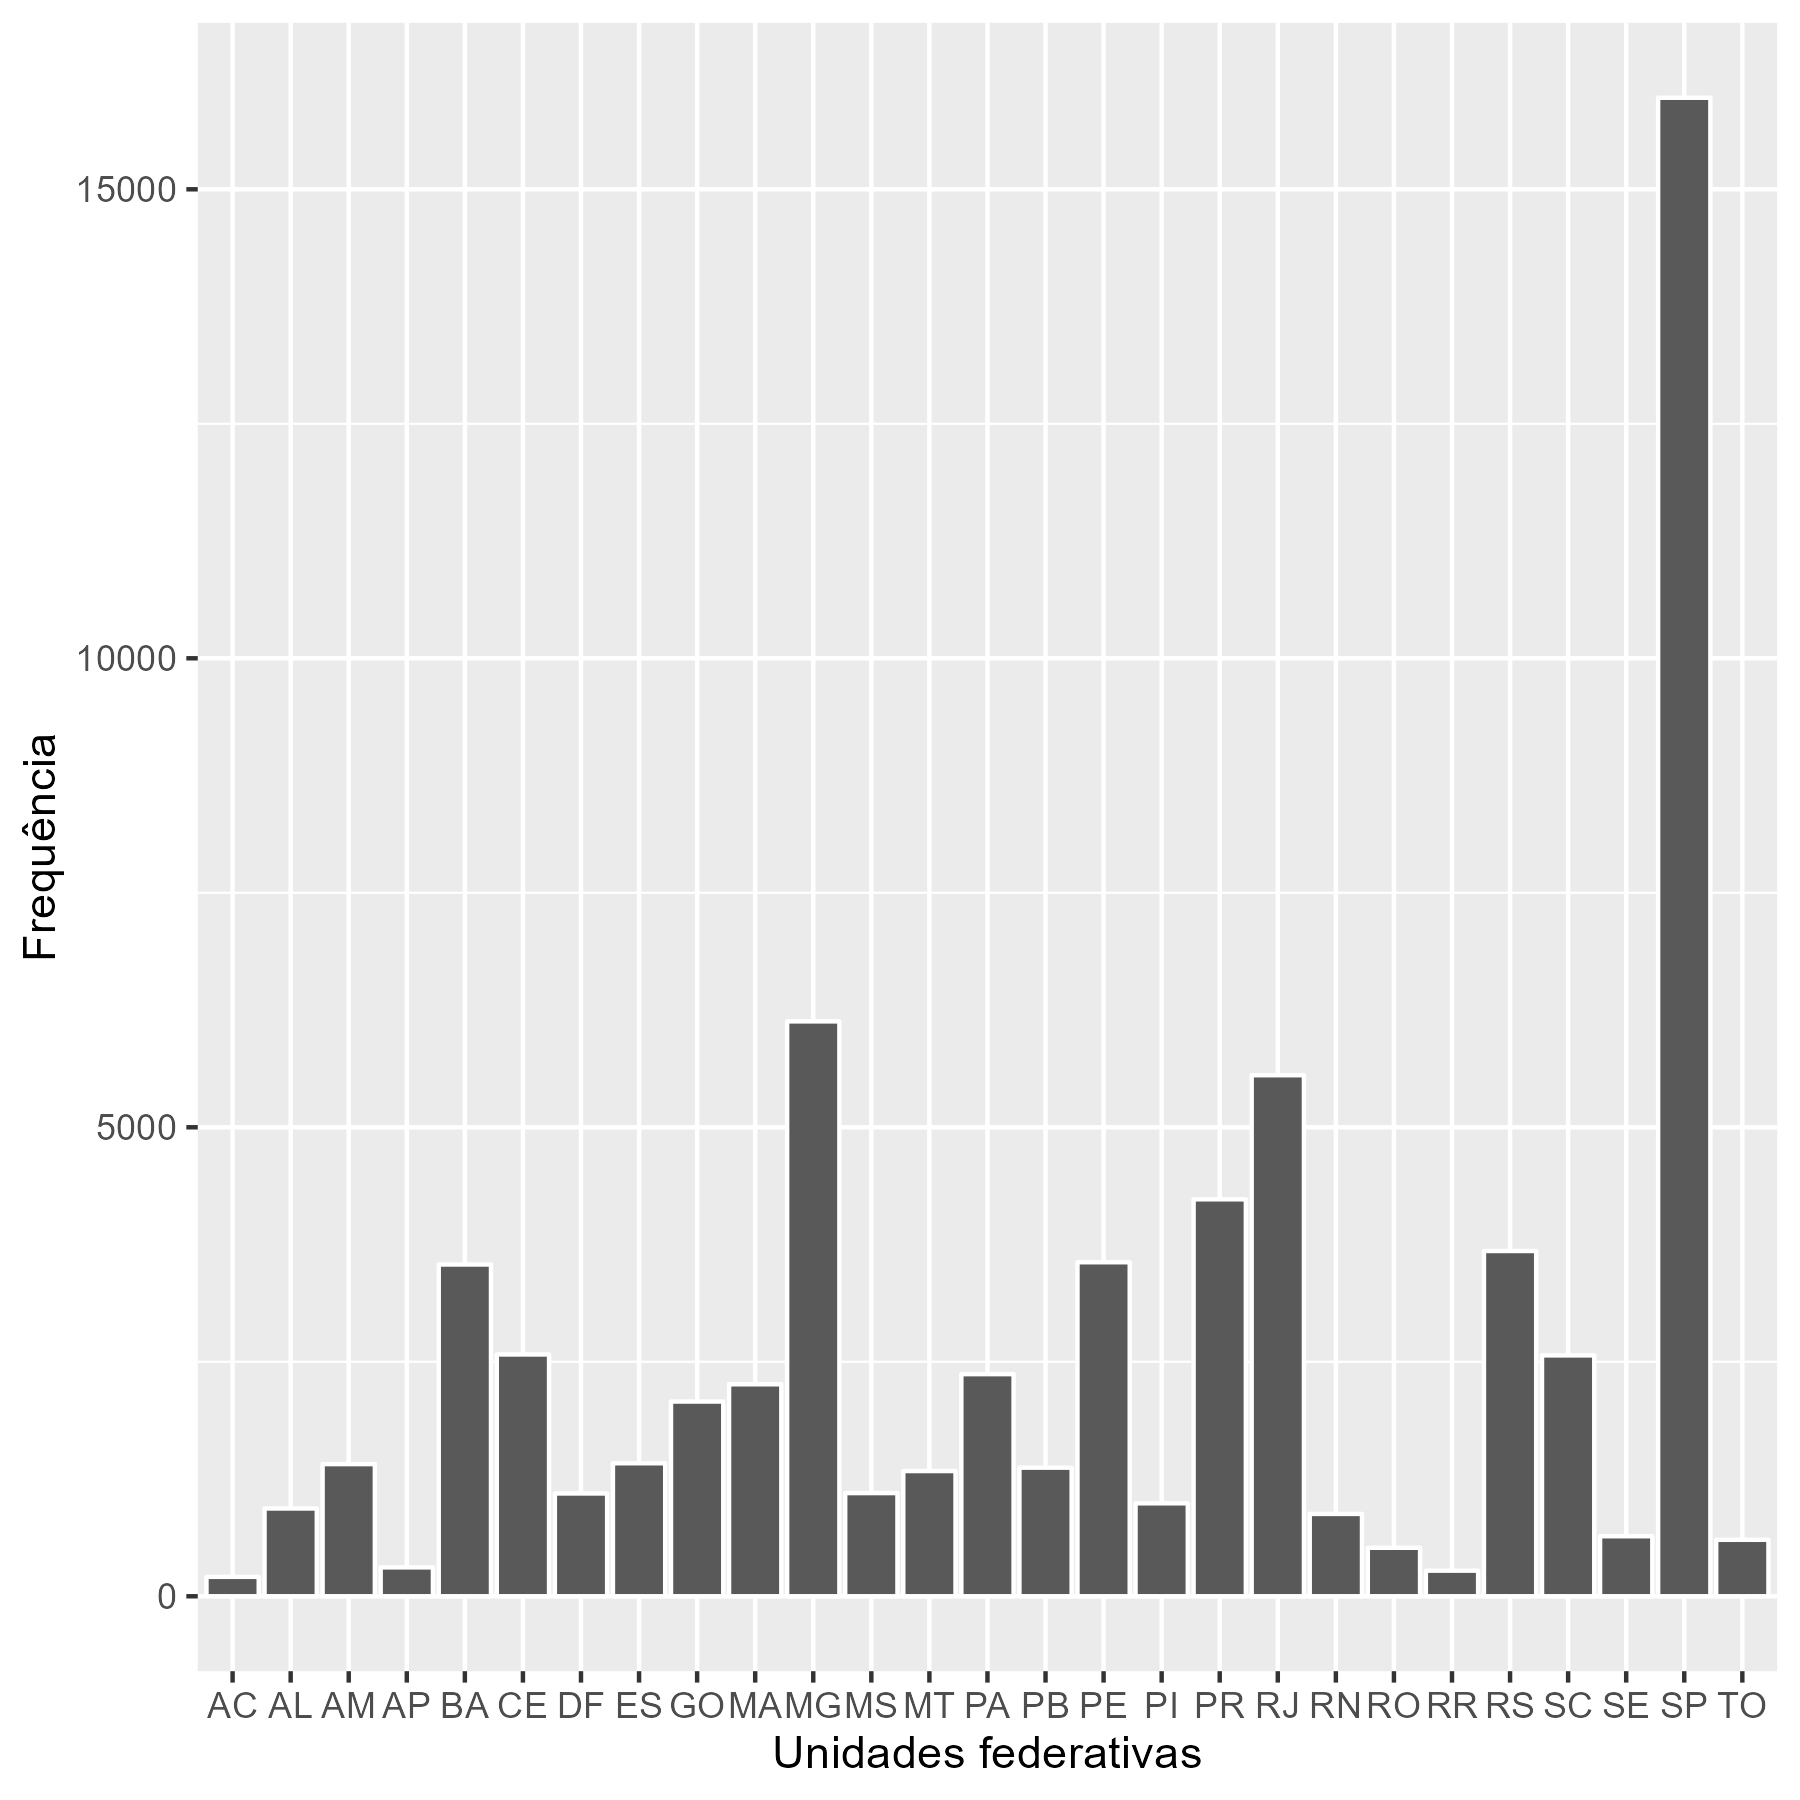 15000
10000
5000
0
Frequência
AC AL AM AP BA CE DF ES GO MA MG MS MT PA PB PE PI PR RJ RN RO RR RS SC SE SP TO
Unidades federativas